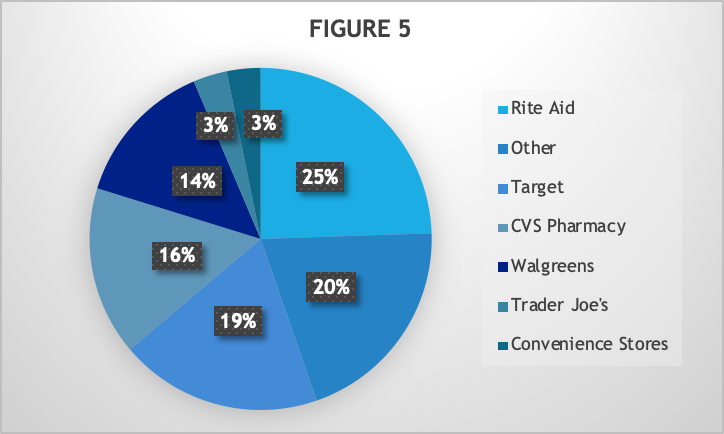 FIGURE 5
3%
3%
25%
14%
16%
20%
19%
Rite Aid
Other
Target
CVS Pharmacy
Walgreens
Trader Joe's
Convenience Stores